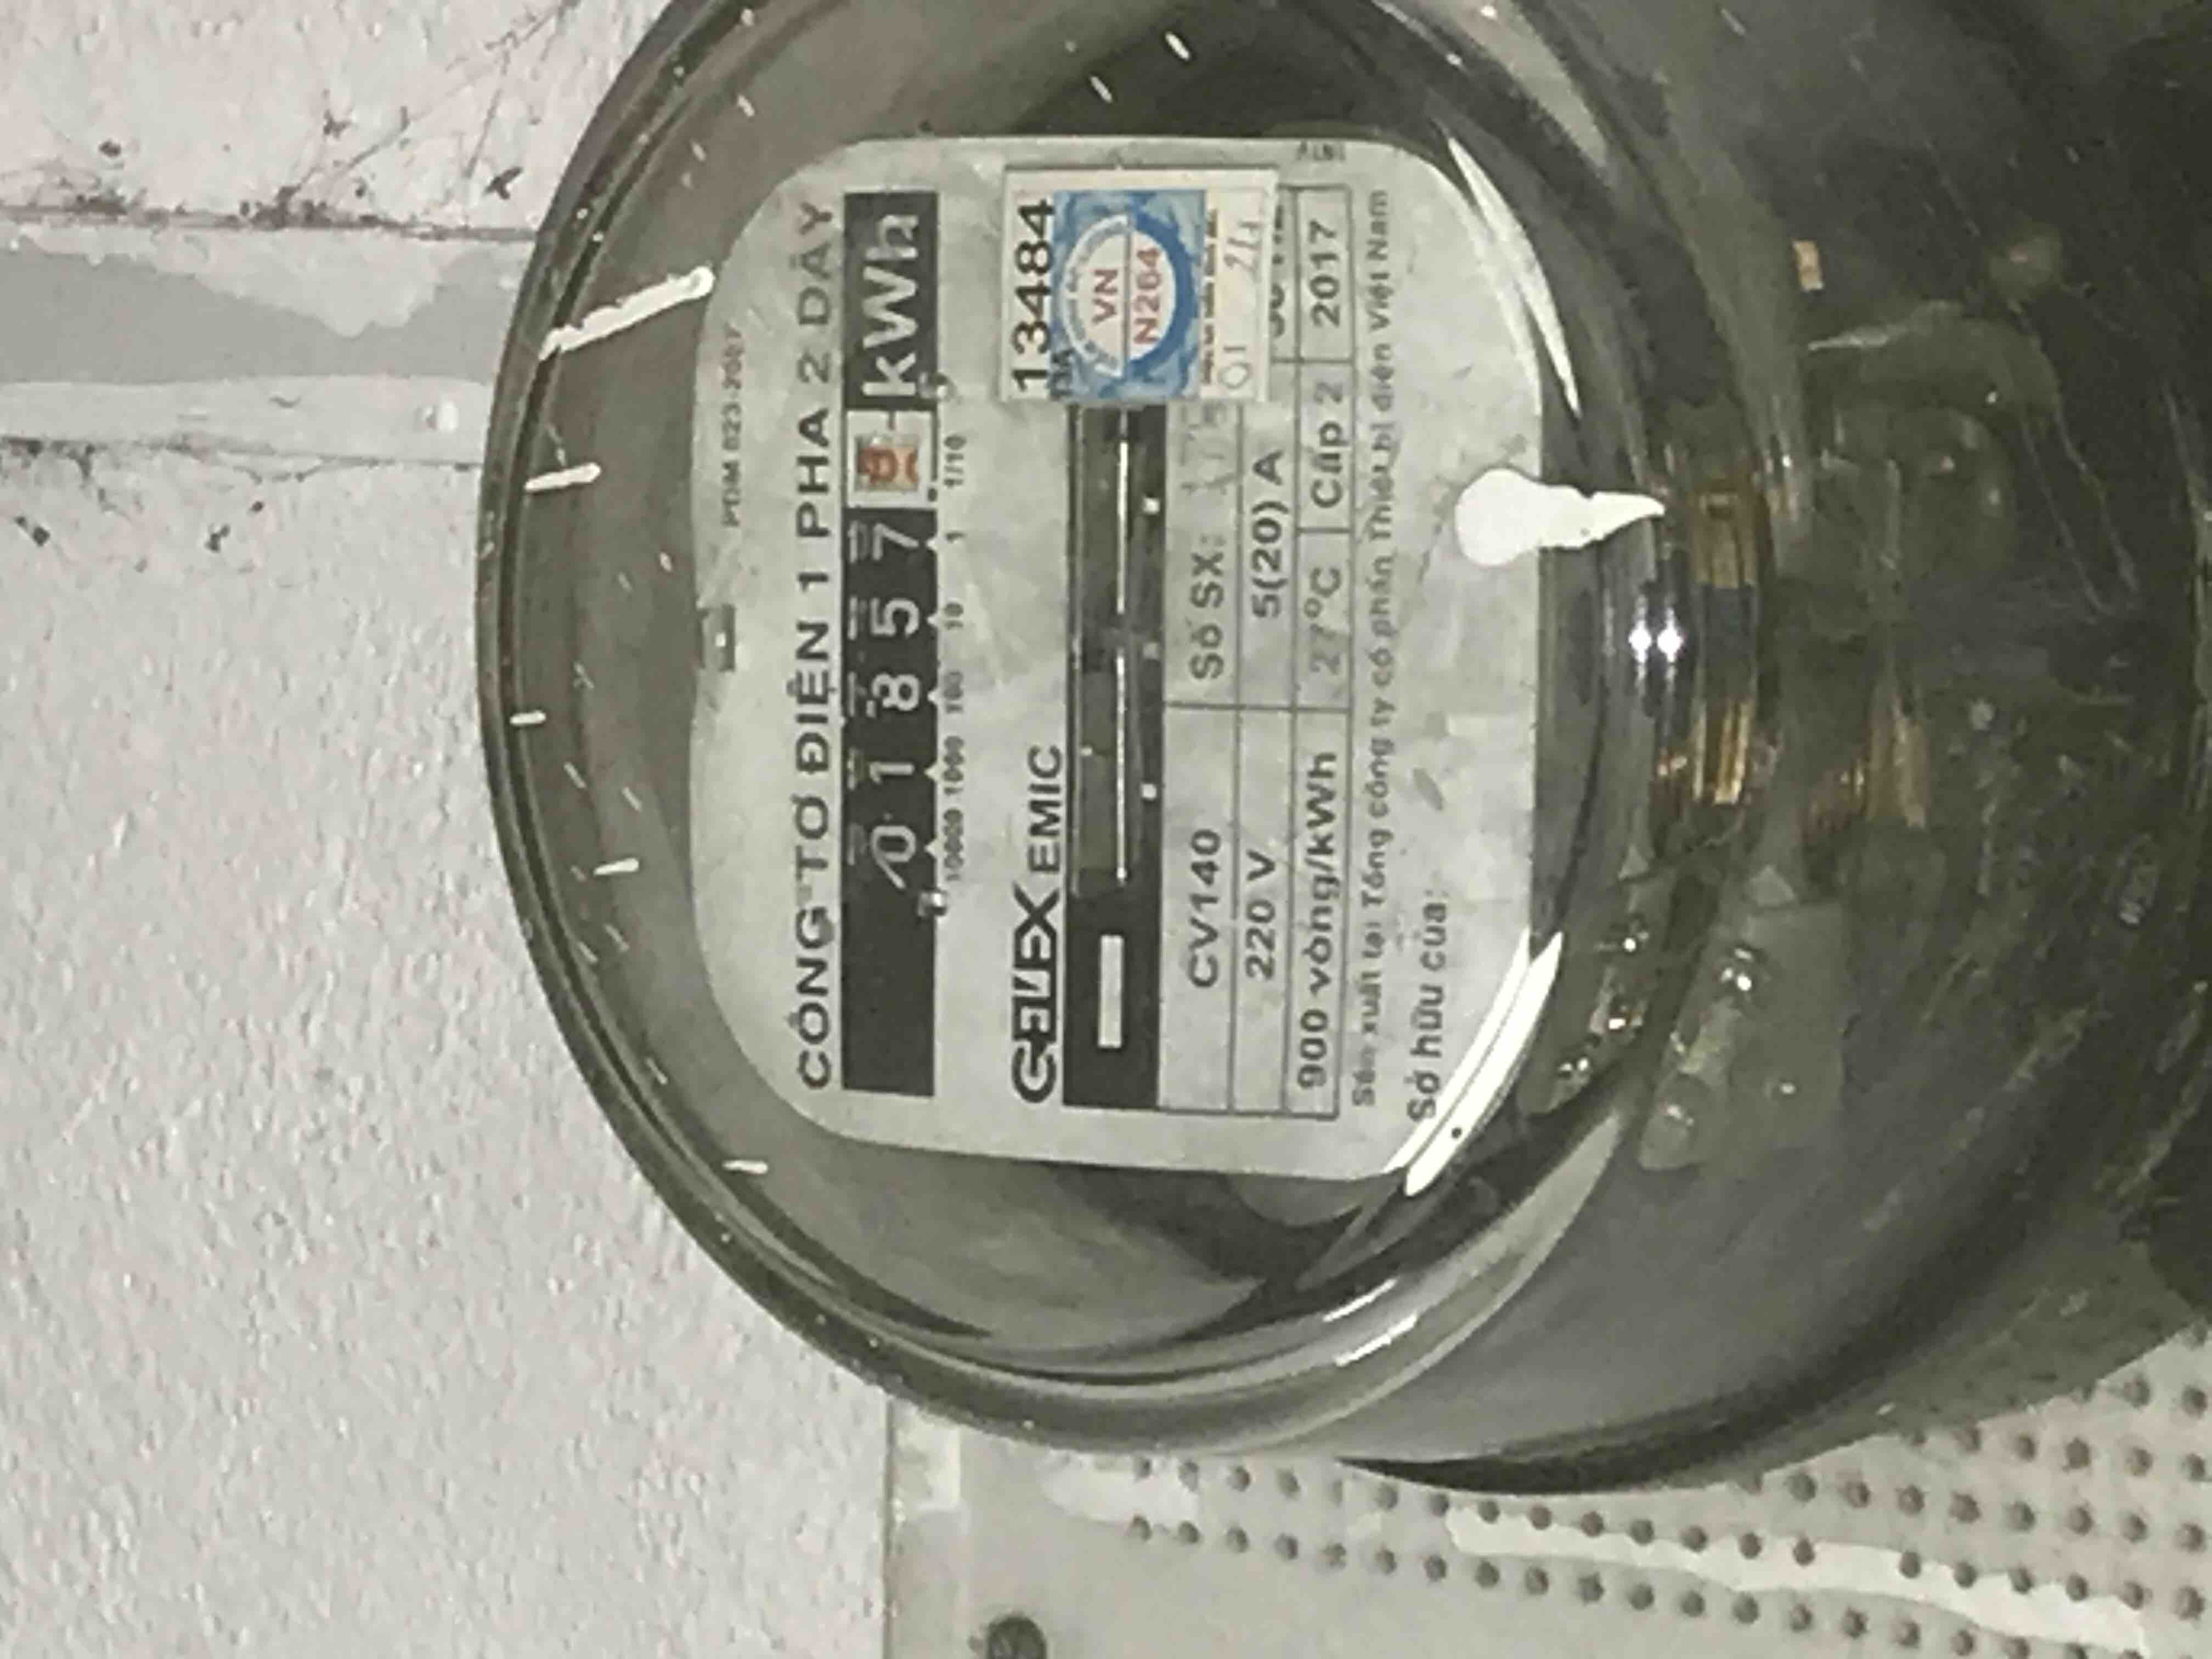 CÔNG TƠ ĐIỆN 1 PHA 2 DÂY
0 1 8 5 7 kWh
10000 1000 100 10 1 1/10
13484
GELEX EMIC
VN
N264
CV140 Số SX:
220 V 5(20) A
900 vòng/kWh 27°C Cấp 2 2017
Sản xuất tại Tổng công ty cổ phần Thiết bị điện Việt Nam
Sở hữu của: